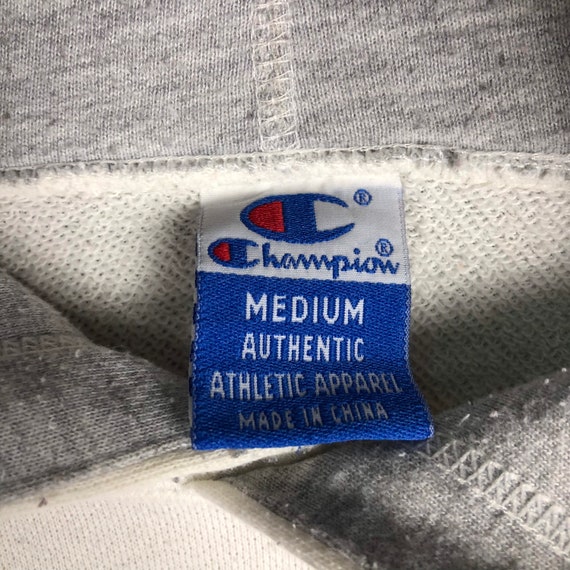 ®
Champion®
MEDIUM
AUTHENTIC
ATHLETIC APPAREL
MADE IN CHINA